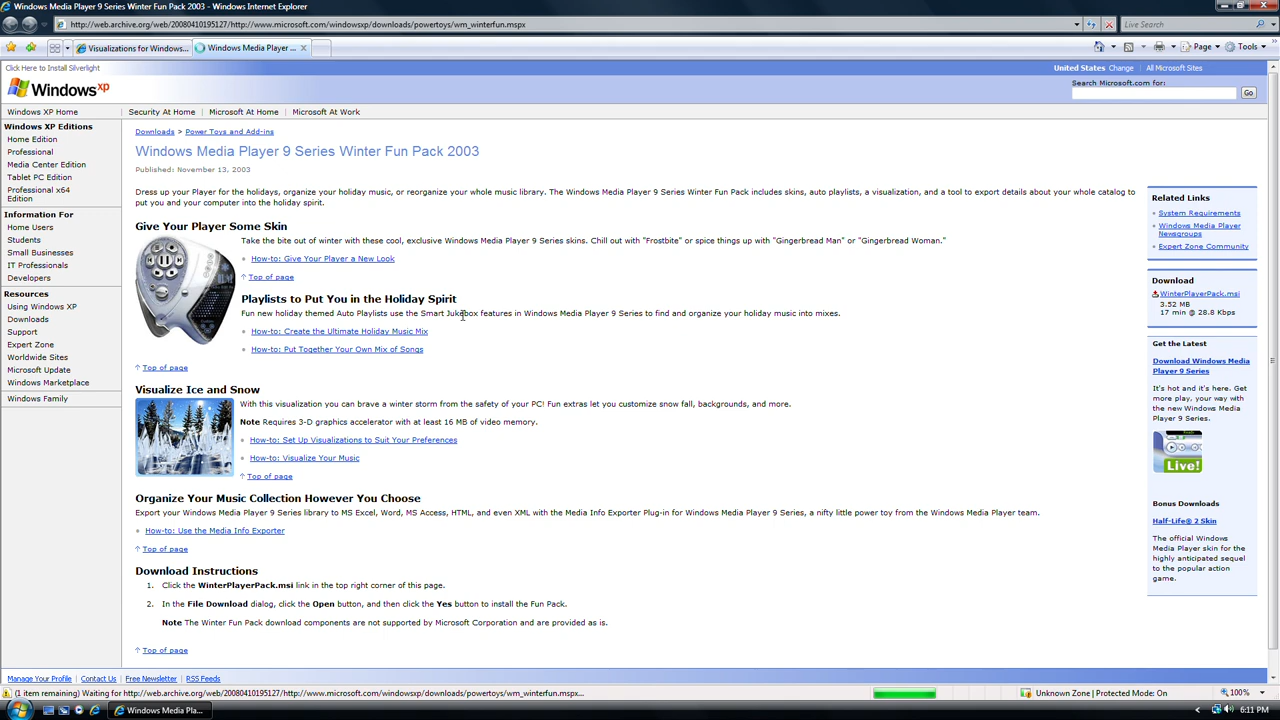 Windows Media Player 9 Series Winter Fun Pack 2003 - Windows Internet Explorer
http://web.archive.org/web/20080410195127/http://www.microsoft.com/windowsxp/downloads/powertoys/wm_winterfun.mspx
Live Search
Visualizations for Windows...
Windows Media Player ...
Page
Tools
Click Here to Install Silverlight
United States Change | All Microsoft Sites
Windows xp
Search Microsoft.com for:
Go
Windows XP Home | Security At Home | Microsoft At Home | Microsoft At Work
Windows XP Editions
Home Edition
Professional
Media Center Edition
Tablet PC Edition
Professional x64
Edition
Information For
Home Users
Students
Small Businesses
IT Professionals
Developers
Resources
Using Windows XP
Downloads
Support
Expert Zone
Worldwide Sites
Microsoft Update
Windows Marketplace
Windows Family
Downloads > Power Toys and Add-ins
Windows Media Player 9 Series Winter Fun Pack 2003
Published: November 13, 2003
Dress up your Player for the holidays, organize your holiday music, or reorganize your whole music library. The Windows Media Player 9 Series Winter Fun Pack includes skins, auto playlists, a visualization, and a tool to export details about your whole catalog to
put you and your computer into the holiday spirit.
Give Your Player Some Skin
Take the bite out of winter with these cool, exclusive Windows Media Player 9 Series skins. Chill out with "Frostbite" or spice things up with "Gingerbread Man" or "Gingerbread Woman."
How-to: Give Your Player a New Look
Top of page
Playlists to Put You in the Holiday Spirit
Fun new holiday themed Auto Playlists use the Smart Jukebox features in Windows Media Player 9 Series to find and organize your holiday music into mixes.
How-to: Create the Ultimate Holiday Music Mix
How-to: Put Together Your Own Mix of Songs
Top of page
Visualize Ice and Snow
With this visualization you can brave a winter storm from the safety of your PC! Fun extras let you customize snow fall, backgrounds, and more.
Note Requires 3-D graphics accelerator with at least 16 MB of video memory.
How-to: Set Up Visualizations to Suit Your Preferences
How-to: Visualize Your Music
Top of page
Organize Your Music Collection However You Choose
Export your Windows Media Player 9 Series library to MS Excel, Word, MS Access, HTML, and even XML with the Media Info Exporter Plug-in for Windows Media Player 9 Series, a nifty little power toy from the Windows Media Player team.
How-to: Use the Media Info Exporter
Top of page
Download Instructions
1. Click the WinterPlayerPack.msi link in the top right corner of this page.
2. In the File Download dialog, click the Open button, and then click the Yes button to install the Fun Pack.
Note The Winter Fun Pack download components are not supported by Microsoft Corporation and are provided as is.
Top of page
Related Links
System Requirements
Windows Media Player
Newsgroups
Expert Zone Community
Download
WinterPlayerPack.msi
3.52 MB
17 min @ 28.8 Kbps
Get the Latest
Download Windows Media
Player 9 Series
It's hot and it's here. Get
more play, your way with
the new Windows Media
Player 9 Series.
Live!
Bonus Downloads
Half-Life® 2 Skin
The official Windows
Media Player skin for the
highly anticipated sequel
to the popular action
game.
Manage Your Profile | Contact Us | Free Newsletter | RSS Feeds
(1 item remaining) Waiting for http://web.archive.org/web/20080410195127/http://www.microsoft.com/windowsxp/downloads/powertoys/wm_winterfun.mspx...
Unknown Zone | Protected Mode: On
100%
Windows Media Pla...
6:11 PM